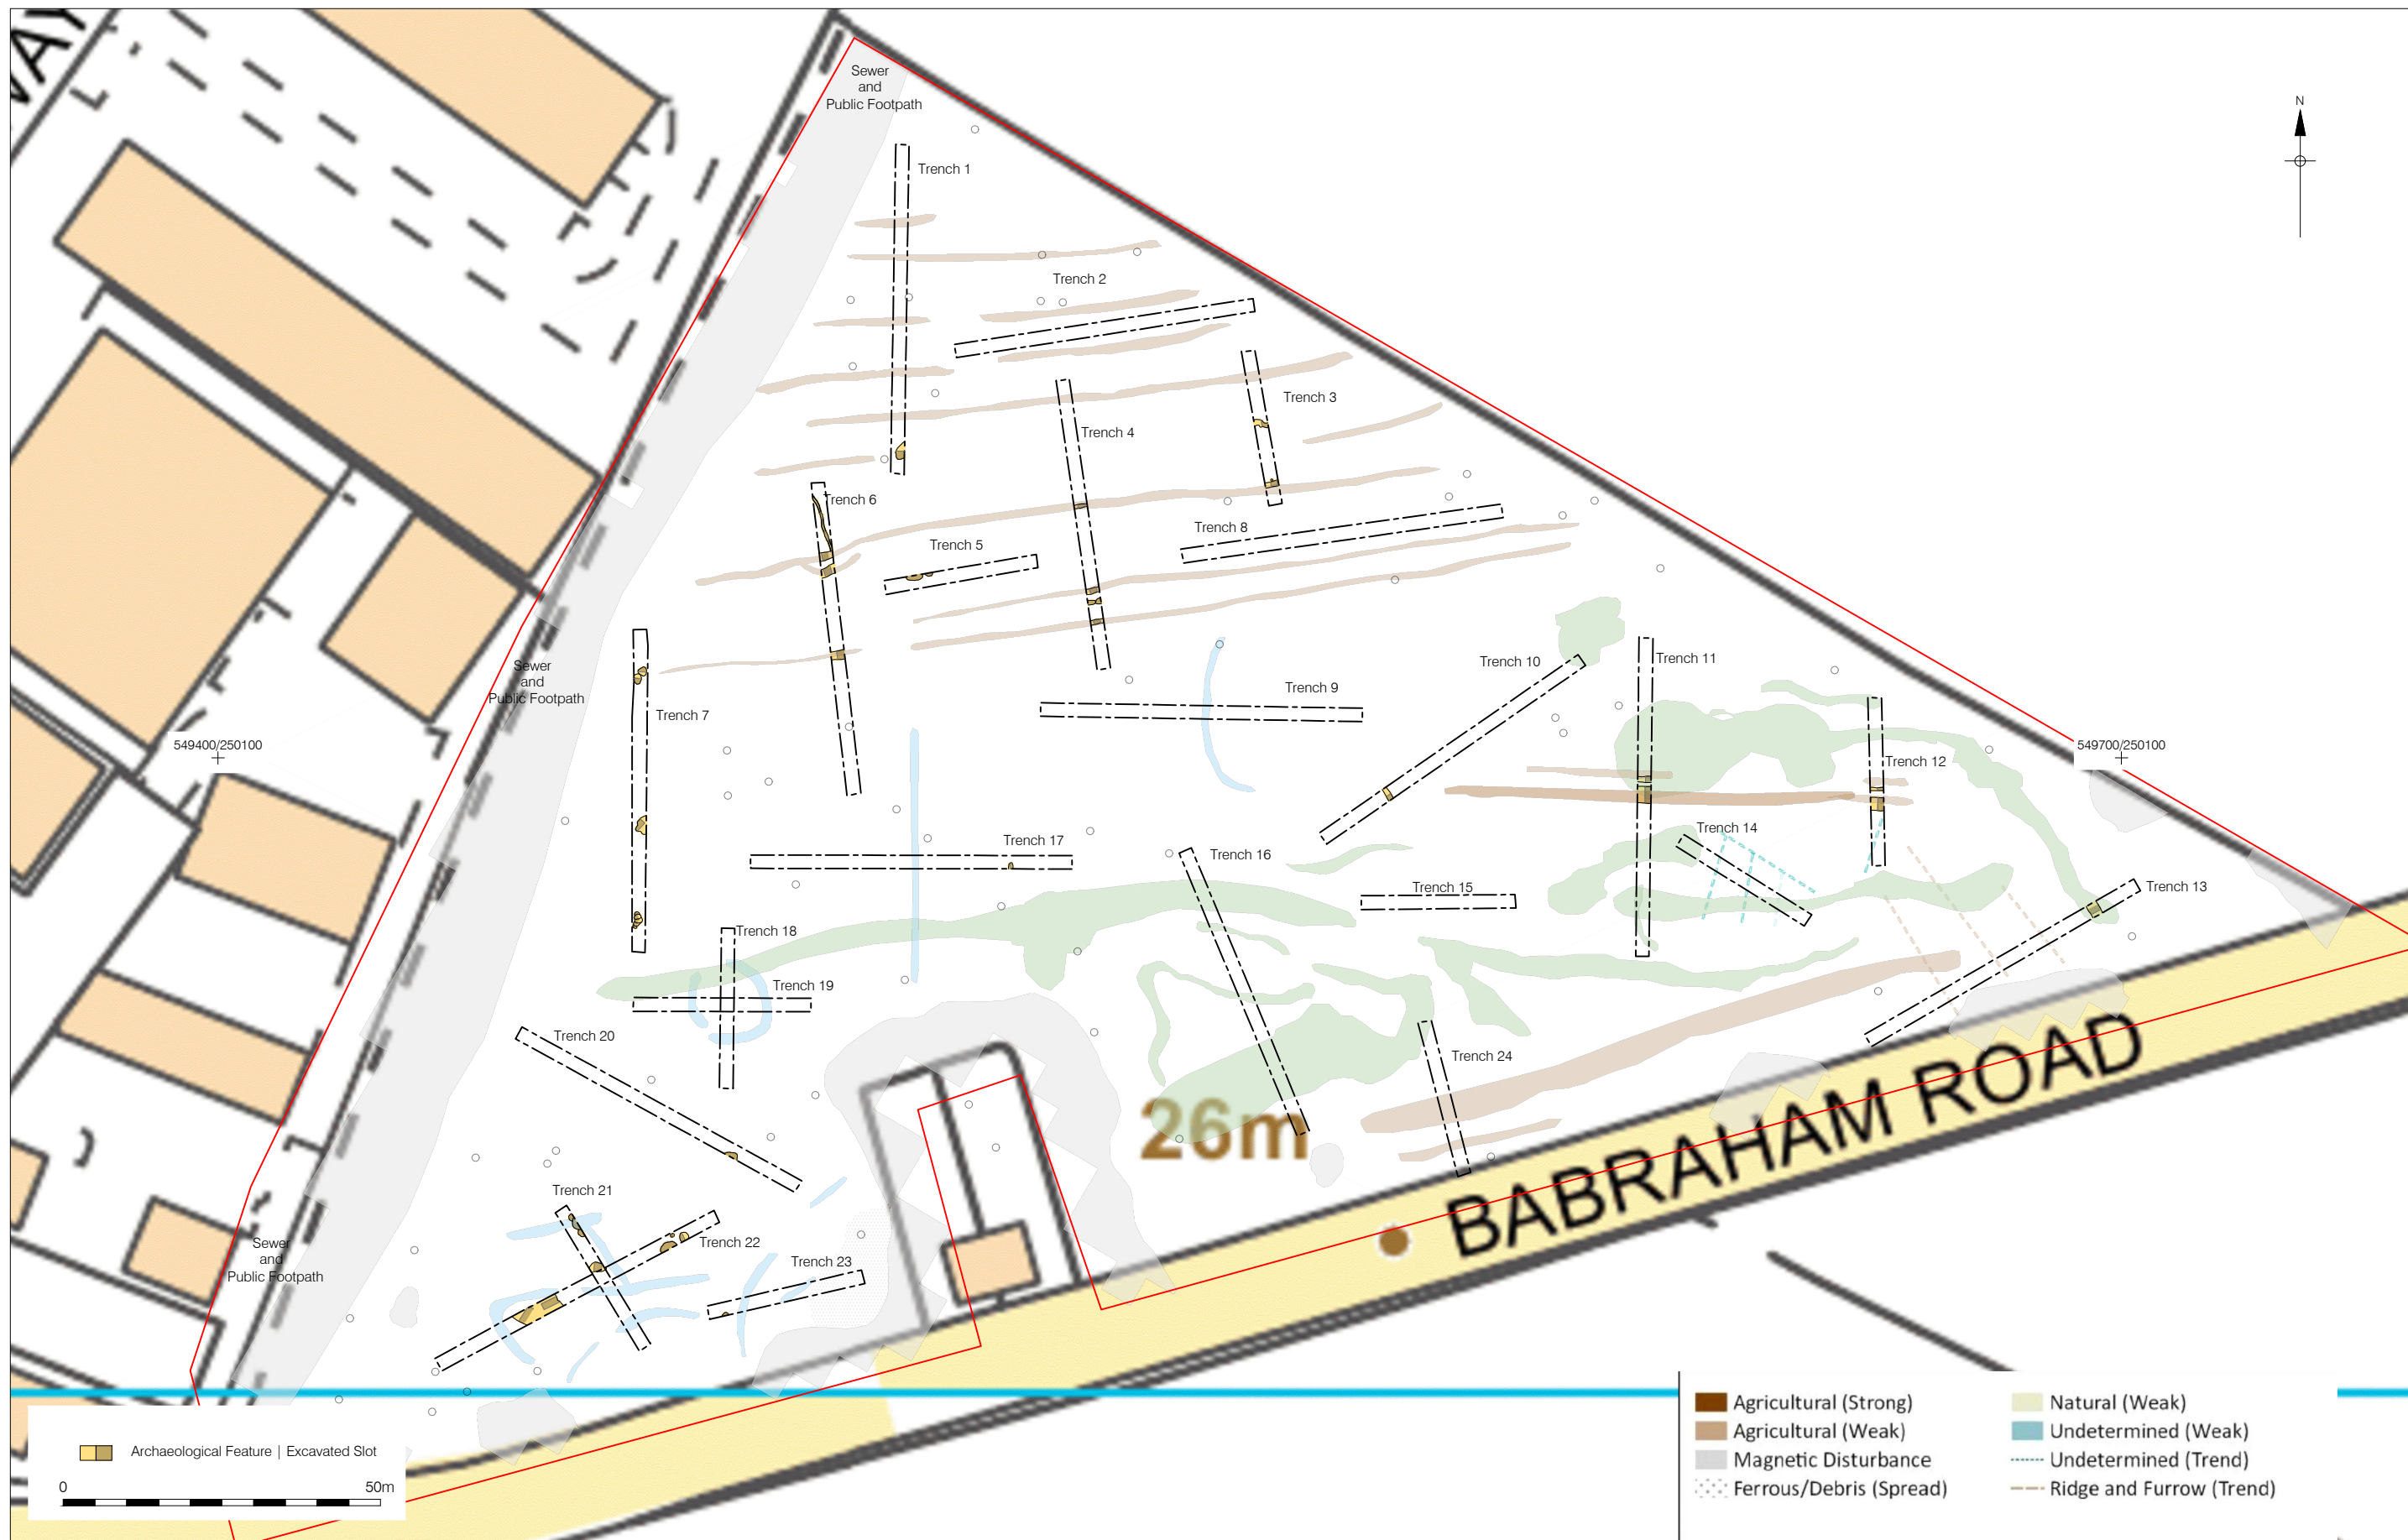 WAY
Sewer
and
Public Footpath
N
Trench 1
Trench 2
Trench 3
Trench 4
Trench 6
Trench 8
Trench 5
Trench 10
Trench 11
Sewer
and
Public Footpath
Trench 9
Trench 7
549400/250100
549700/250100
Trench 12
Trench 14
Trench 17
Trench 16
Trench 15
Trench 13
Trench 18
Trench 19
Trench 20
Trench 24
26m
BABRAHAM ROAD
Trench 21
Sewer
and
Public Footpath
Trench 22
Trench 23
Archaeological Feature | Excavated Slot
0 50m
Agricultural (Strong)
Agricultural (Weak)
Magnetic Disturbance
Ferrous/Debris (Spread)
Natural (Weak)
Undetermined (Weak)
Undetermined (Trend)
Ridge and Furrow (Trend)